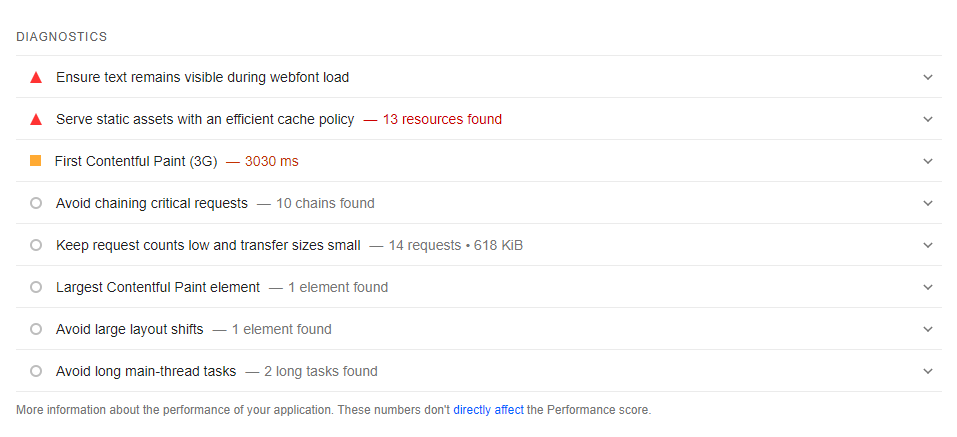 DIAGNOSTICS
Ensure text remains visible during webfont load
Serve static assets with an efficient cache policy — 13 resources found
First Contentful Paint (3G) — 3030 ms
Avoid chaining critical requests — 10 chains found
Keep request counts low and transfer sizes small — 14 requests • 618 KiB
Largest Contentful Paint element — 1 element found
Avoid large layout shifts — 1 element found
Avoid long main-thread tasks — 2 long tasks found
More information about the performance of your application. These numbers don't directly affect the Performance score.